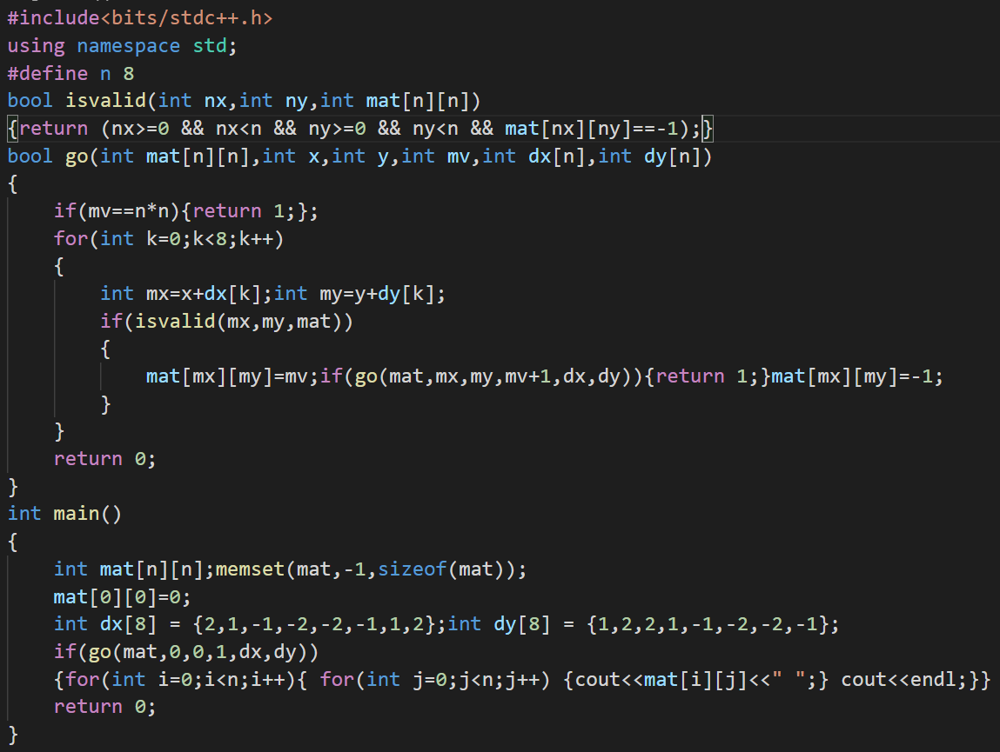 #include<bits/stdc++.h>
using namespace std;
#define n 8
bool isvalid(int nx,int ny,int mat[n][n])
{return (nx>=0 && nx<n && ny>=0 && ny<n && mat[nx][ny]==-1);}
bool go(int mat[n][n],int x,int y,int mv,int dx[n],int dy[n])
{
    if(mv==n*n){return 1;};
    for(int k=0;k<8;k++)
    {
        int mx=x+dx[k];int my=y+dy[k];
        if(isvalid(mx,my,mat))
        {
            mat[mx][my]=mv;if(go(mat,mx,my,mv+1,dx,dy)){return 1;}mat[mx][my]=-1;
        }
    }
    return 0;
}
int main()
{
    int mat[n][n];memset(mat,-1,sizeof(mat));
    mat[0][0]=0;
    int dx[8] = {2,1,-1,-2,-2,-1,1,2};int dy[8] = {1,2,2,1,-1,-2,-2,-1};
    if(go(mat,0,0,1,dx,dy))
    {for(int i=0;i<n;i++){ for(int j=0;j<n;j++) {cout<<mat[i][j]<<" ";} cout<<endl;}}
    return 0;
}